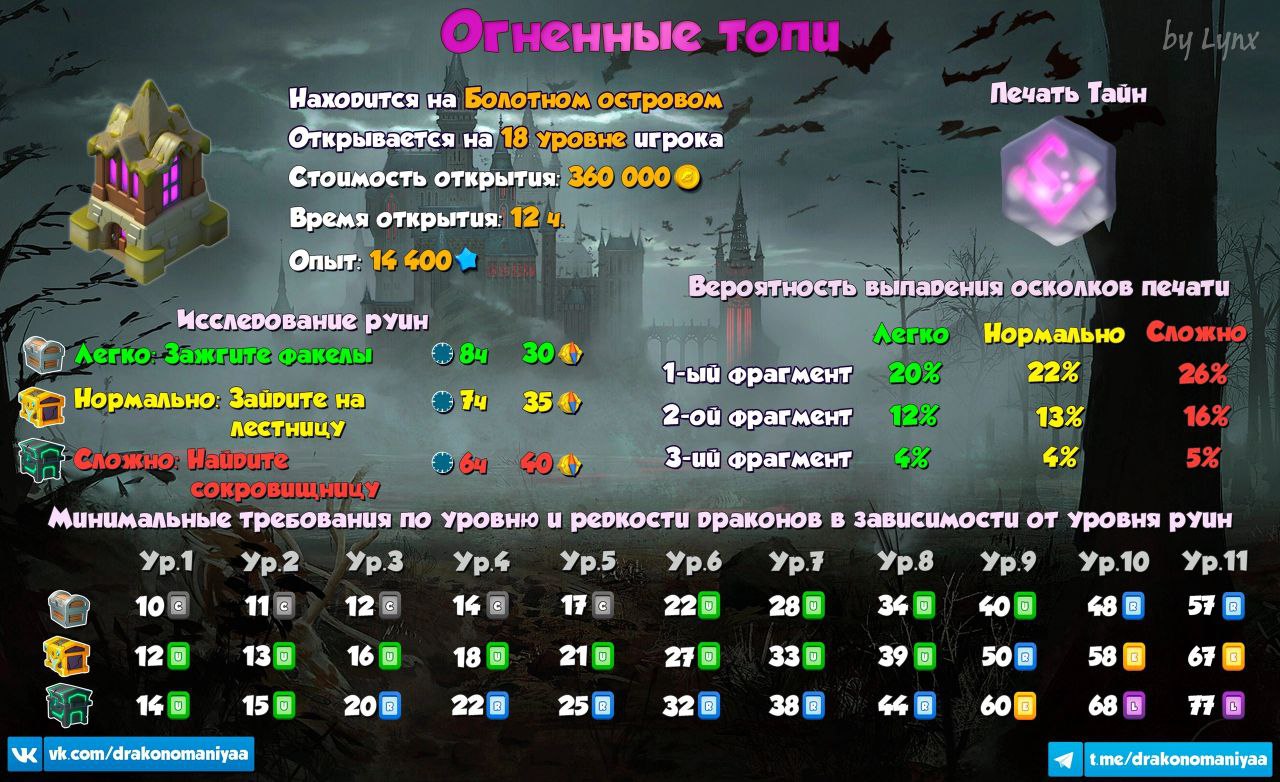 Огненные топи
by Lynx
Находится на Болотном островом
Открывается на 18 уровне игрока
Стоимость открытия: 360 000
Время открытия: 12 ч.
Опыт: 14 400
Печать Тайн
Исследование руин
Легко: Зажгите факелы 8ч 30
Нормально: Зайдите на
лестницу 7ч 35
Сложно: Найдите
сокровищницу 6ч 40
Вероятность выпадения осколков печати
Легко Нормально Сложно
1-ый фрагмент 20% 22% 26%
2-ой фрагмент 12% 13% 16%
3-ий фрагмент 4% 4% 5%
Минимальные требования по уровню и редкости драконов в зависимости от уровня руин
Ур.1 Ур.2 Ур.3 Ур.4 Ур.5 Ур.6 Ур.7 Ур.8 Ур.9 Ур.10 Ур.11
10 C 11 C 12 C 14 C 17 C 22 U 28 U 34 U 40 U 48 R 57 R
12 U 13 U 16 U 18 U 21 U 27 U 33 U 39 U 50 R 58 E 67 E
14 U 15 U 20 R 22 R 25 R 32 R 38 R 44 R 60 E 68 L 77 L
vk.com/drakonomaniyaa
t.me/drakonomaniyaa